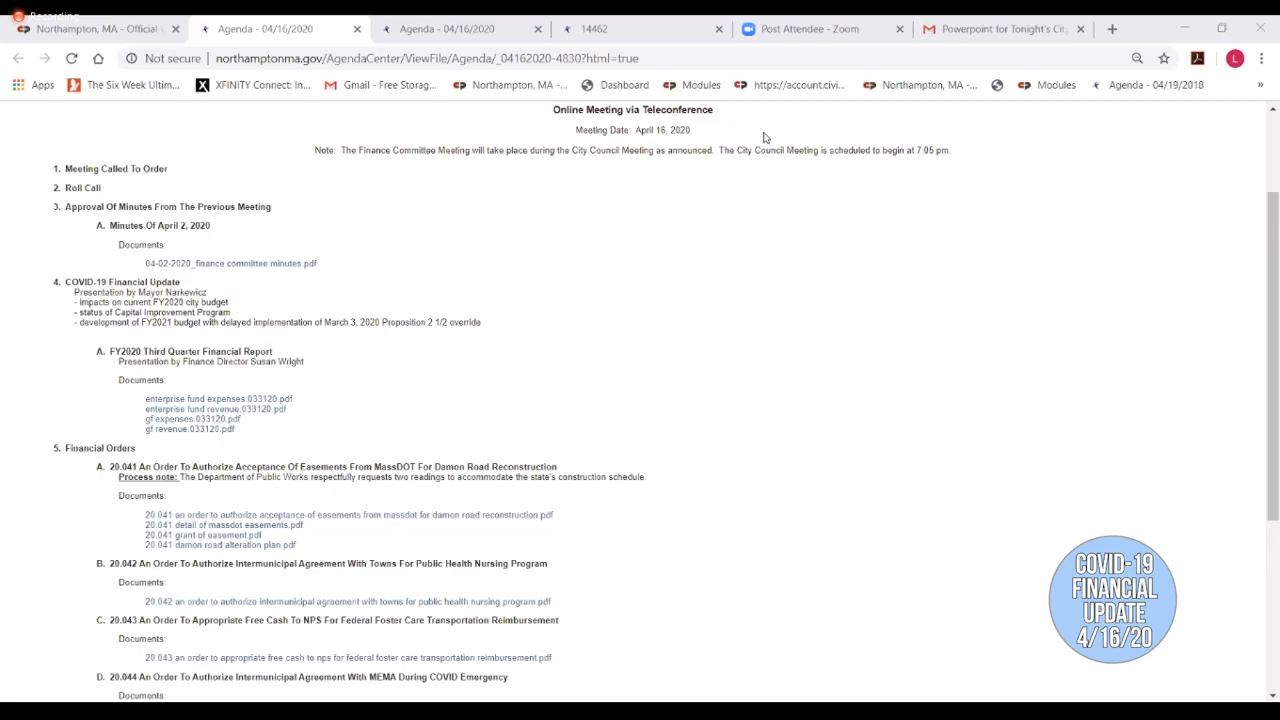 Recording
Northampton, MA - Official V
Agenda - 04/16/2020
Agenda - 04/16/2020
14462
Post Attendee - Zoom
Powerpoint for Tonight's City
Not secure
northamptonma.gov/AgendaCenter/ViewFile/Agenda/_04162020-4830?html=true
L
Apps
The Six Week Ultim...
XFINITY Connect: In...
Gmail - Free Storag...
Northampton, MA -...
Dashboard
Modules
https://account.civi...
Northampton, MA -...
Modules
Agenda - 04/19/2018
Online Meeting via Teleconference
Meeting Date: April 16, 2020
Note: The Finance Committee Meeting will take place during the City Council Meeting as announced. The City Council Meeting is scheduled to begin at 7:05 pm.
1. Meeting Called To Order
2. Roll Call
3. Approval Of Minutes From The Previous Meeting
A. Minutes Of April 2, 2020
Documents:
04-02-2020_finance committee minutes.pdf
4. COVID-19 Financial Update
Presentation by Mayor Narkewicz
- impacts on current FY2020 city budget
- status of Capital Improvement Program
- development of FY2021 budget with delayed implementation of March 3, 2020 Proposition 2 1/2 override
A. FY2020 Third Quarter Financial Report
Presentation by Finance Director Susan Wright
Documents:
enterprise fund expenses.033120.pdf
enterprise fund revenue.033120.pdf
gf expenses.033120.pdf
gf revenue.033120.pdf
5. Financial Orders
A. 20.041 An Order To Authorize Acceptance Of Easements From MassDOT For Damon Road Reconstruction
Process note: The Department of Public Works respectfully requests two readings to accommodate the state's construction schedule.
Documents:
20.041 an order to authorize acceptance of easements from massdot for damon road reconstruction.pdf
20.041 detail of massdot easements.pdf
20.041 grant of easement.pdf
20.041 damon road alteration plan.pdf
B. 20.042 An Order To Authorize Intermunicipal Agreement With Towns For Public Health Nursing Program
Documents:
20.042 an order to authorize intermunicipal agreement with towns for public health nursing program.pdf
C. 20.043 An Order To Appropriate Free Cash To NPS For Federal Foster Care Transportation Reimbursement
Documents:
20.043 an order to appropriate free cash to nps for federal foster care transportation reimbursement.pdf
D. 20.044 An Order To Authorize Intermunicipal Agreement With MEMA During COVID Emergency
Documents:
COVID-19
FINANCIAL
UPDATE
4/16/20